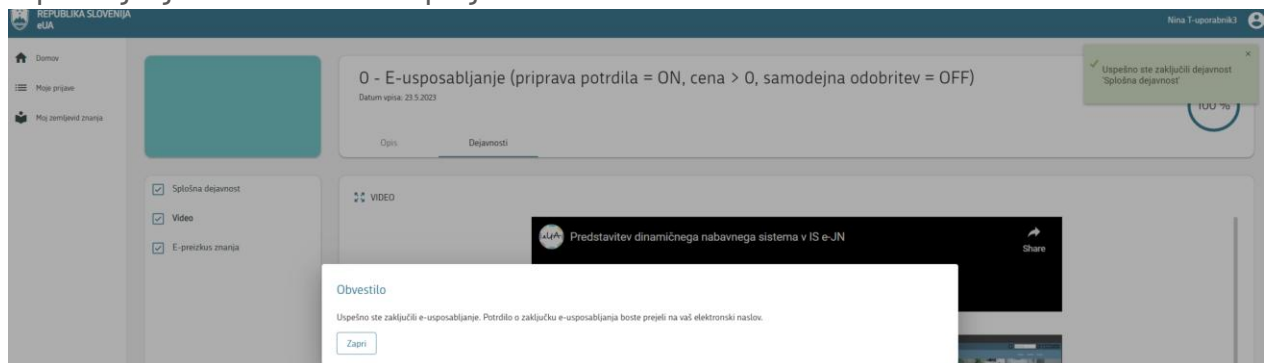 REPUBLIKA SLOVENIJA
eUA
Nina T-uporabnik3
Domov
Moje prijave
Moj zemljevid znanja
0 - E-usposabljanje (priprava potrdila = ON, cena > 0, samodejna odobritev = OFF)
Datum vpisa: 23.5.2023
Opis
Dejavnosti
Uspešno ste zaključili dejavnost
'Splošna dejavnost'
100 %
Splošna dejavnost
Video
E-preizkus znanja
VIDEO
Predstavitev dinamičnega nabavnega sistema v IS e-JN
Share
Obvestilo
Uspešno ste zaključili e-usposabljanje. Potrdilo o zaključku e-usposabljanja boste prejeli na vaš elektronski naslov.
Zapri